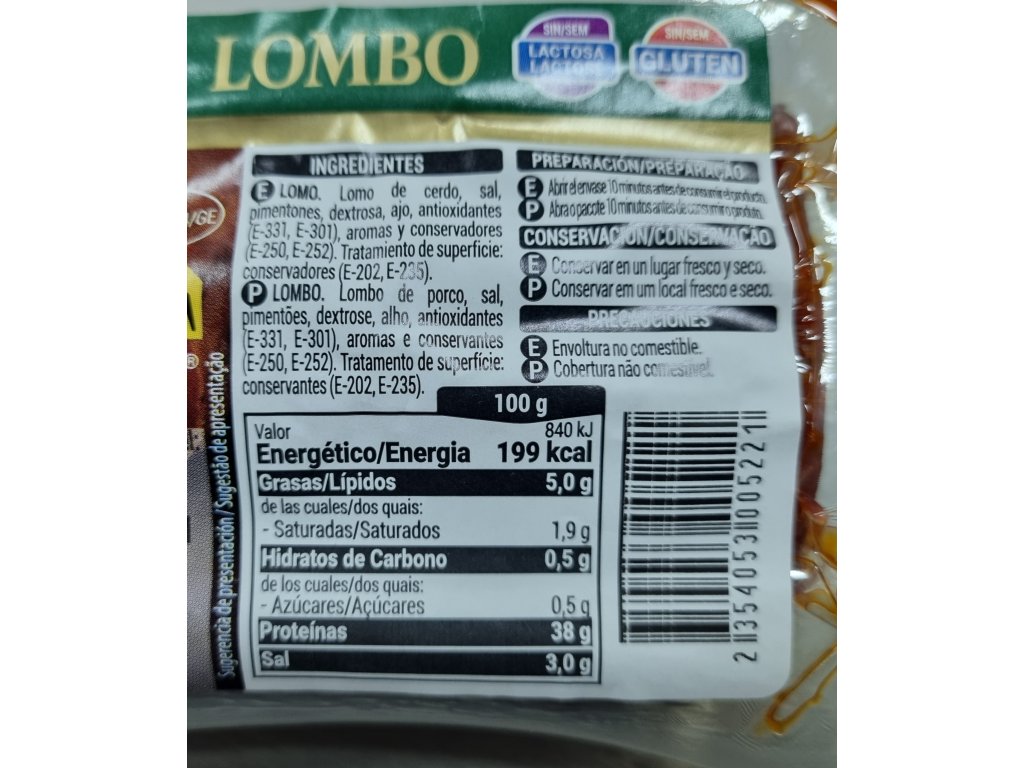 LOMBO
SIN/SEM
LACTOSA
LACTOSE
SIN/SEM
GLUTEN
INGREDIENTES
E LOMO. Lomo de cerdo, sal,
pimentones, dextrosa, ajo, antioxidantes
(E-331, E-301), aromas y conservadores
(E-250, E-252). Tratamiento de superficie:
conservadores (E-202, E-235).
P LOMBO. Lombo de porco, sal,
pimentões, dextrose, alho, antioxidantes
(E-331, E-301), aromas e conservantes
(E-250, E-252). Tratamento de superfície:
conservantes (E-202, E-235).
PREPARACIÓN/PREPARAÇÃO
E Abrir el envase 10 minutos antes de consumir el producto.
P Abra o pacote 10 minutos antes de consumir o produto.
CONSERVACIÓN/CONSERVAÇÃO
E Conservar en un lugar fresco y seco.
P Conservar em um local fresco e seco.
PRECAUCIONES
E Envoltura no comestible.
P Cobertura não comestível.
100 g
Valor 840 kJ
Energético/Energia 199 kcal
Grasas/Lípidos 5,0 g
de las cuales/dos quais:
- Saturadas/Saturados 1,9 g
Hidratos de Carbono 0,5 g
de los cuales/dos quais:
- Azúcares/Açúcares 0,5 g
Proteínas 38 g
Sal 3,0 g
Sugerencia de presentación / Sugestão de apresentação
2 354053 005221
/GE